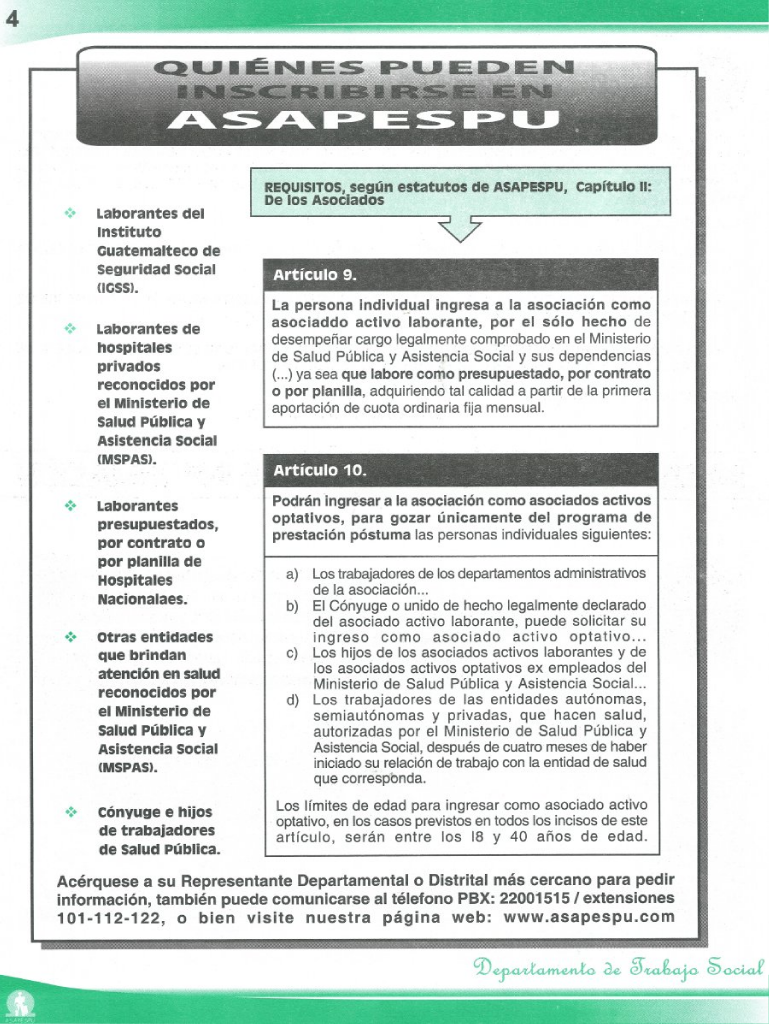 4
QUIÉNES PUEDEN
INSCRIBIRSE EN
ASAPESPU
REQUISITOS, según estatutos de ASAPESPU, Capítulo II:
De los Asociados
❖ Laborantes del
Instituto
Guatemalteco de
Seguridad Social
(IGSS).
❖ Laborantes de
hospitales
privados
reconocidos por
el Ministerio de
Salud Pública y
Asistencia Social
(MSPAS).
❖ Laborantes
presupuestados,
por contrato o
por planilla de
Hospitales
Nacionalaes.
❖ Otras entidades
que brindan
atención en salud
reconocidos por
el Ministerio de
Salud Pública y
Asistencia Social
(MSPAS).
❖ Cónyuge e hijos
de trabajadores
de Salud Pública.
Artículo 9.
La persona individual ingresa a la asociación como
asociaddo activo laborante, por el sólo hecho de
desempeñar cargo legalmente comprobado en el Ministerio
de Salud Pública y Asistencia Social y sus dependencias
(...) ya sea que labore como presupuestado, por contrato
o por planilla, adquiriendo tal calidad a partir de la primera
aportación de cuota ordinaria fija mensual.
Artículo 10.
Podrán ingresar a la asociación como asociados activos
optativos, para gozar únicamente del programa de
prestación póstuma las personas individuales siguientes:
a) Los trabajadores de los departamentos administrativos
de la asociación...
b) El Cónyuge o unido de hecho legalmente declarado
del asociado activo laborante, puede solicitar su
ingreso como asociado activo optativo...
c) Los hijos de los asociados activos laborantes y de
los asociados activos optativos ex empleados del
Ministerio de Salud Pública y Asistencia Social...
d) Los trabajadores de las entidades autónomas,
semiautónomas y privadas, que hacen salud,
autorizadas por el Ministerio de Salud Pública y
Asistencia Social, después de cuatro meses de haber
iniciado su relación de trabajo con la entidad de salud
que corresponda.
Los límites de edad para ingresar como asociado activo
optativo, en los casos previstos en todos los incisos de este
artículo, serán entre los l8 y 40 años de edad.
Acérquese a su Representante Departamental o Distrital más cercano para pedir
información, también puede comunicarse al télefono PBX: 22001515 / extensiones
101-112-122, o bien visite nuestra página web: www.asapespu.com
Departamento de Trabajo Social
ASAPESPU